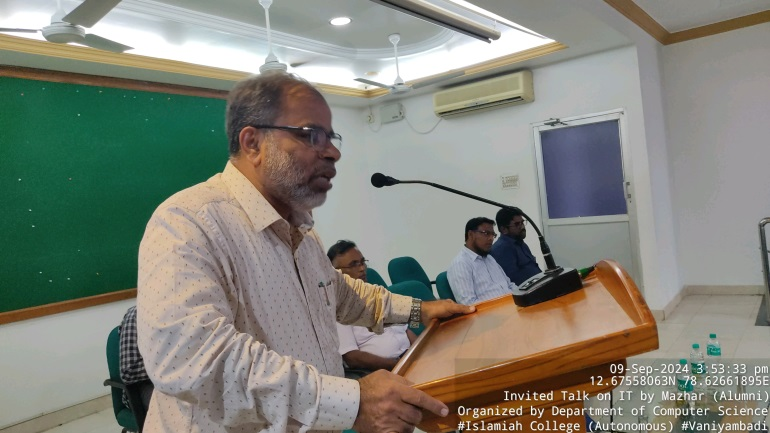 09-Sep-2024 3:53:33 pm
12.67558063N 78.62661895E
Invited Talk on IT by Mazhar (Alumni)
Organized by Department of Computer Science
#Islamiah College (Autonomous) #Vaniyambadi